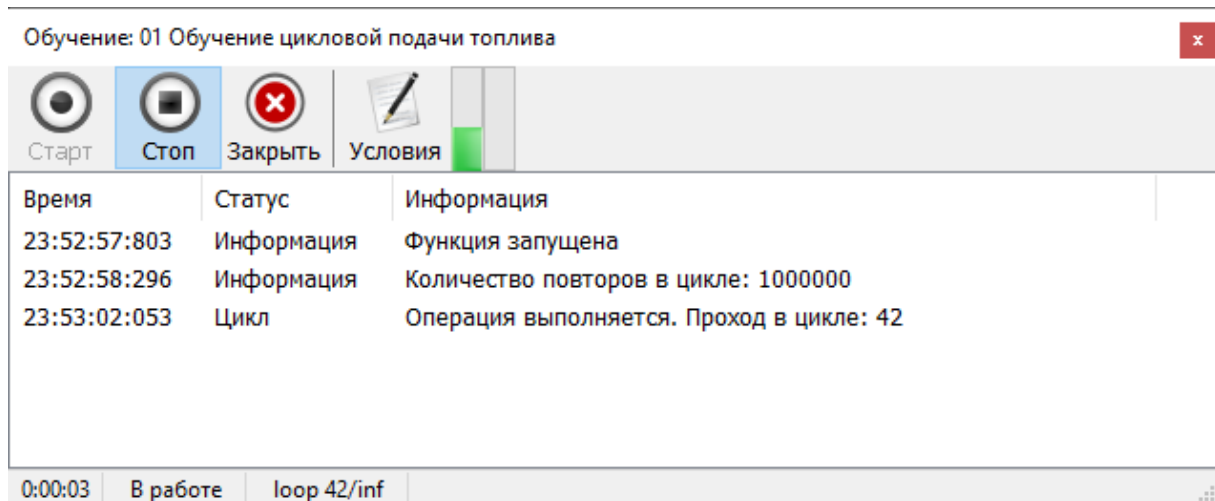 Обучение: 01 Обучение цикловой подачи топлива
x
Старт Стоп Закрыть Условия
Время Статус Информация
23:52:57:803 Информация Функция запущена
23:52:58:296 Информация Количество повторов в цикле: 1000000
23:53:02:053 Цикл Операция выполняется. Проход в цикле: 42
0:00:03 В работе loop 42/inf